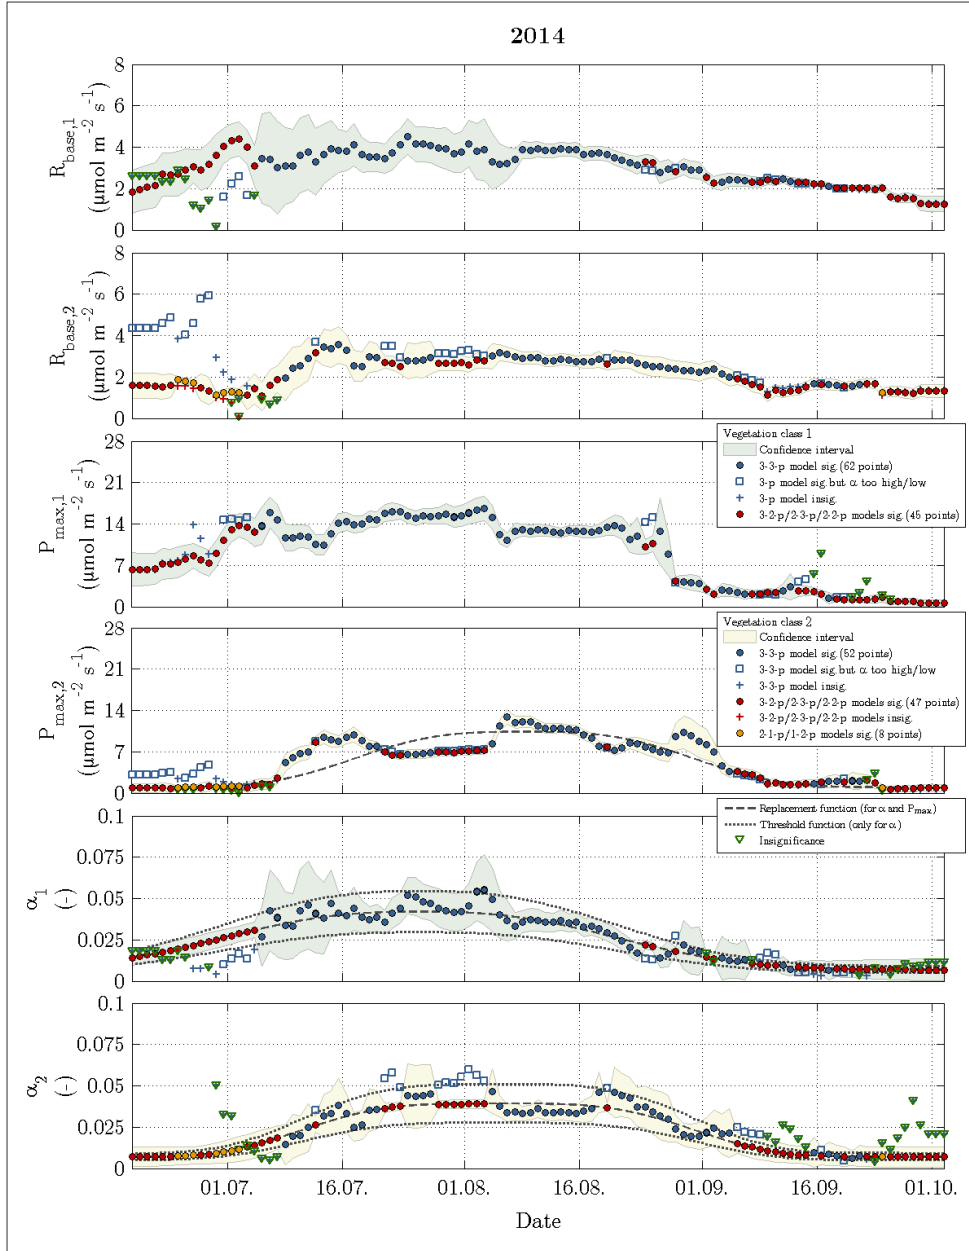 2014
R_base,1
(μmol m⁻² s⁻¹)
8
6
4
2
0
R_base,2
(μmol m⁻² s⁻¹)
8
6
4
2
0
P_max,1
(μmol m⁻² s⁻¹)
28
21
14
7
0
Vegetation class 1
Confidence interval
3-3-p model sig. (62 points)
3-p model sig. but α too high/low
3-p model insig.
3-2-p/2-3-p/2-2-p models sig. (45 points)
P_max,2
(μmol m⁻² s⁻¹)
28
21
14
7
0
Vegetation class 2
Confidence interval
3-3-p model sig. (52 points)
3-3-p model sig. but α too high/low
3-3-p model insig.
3-2-p/2-3-p/2-2-p models sig. (47 points)
3-2-p/2-3-p/2-2-p models insig.
2-1-p/1-2-p models sig. (8 points)
α_1
(-)
0.1
0.075
0.05
0.025
0
Replacement function (for α and P_max)
Threshold function (only for α)
Insignificance
α_2
(-)
0.1
0.075
0.05
0.025
0
01.07. 16.07. 01.08. 16.08. 01.09. 16.09. 01.10.
Date